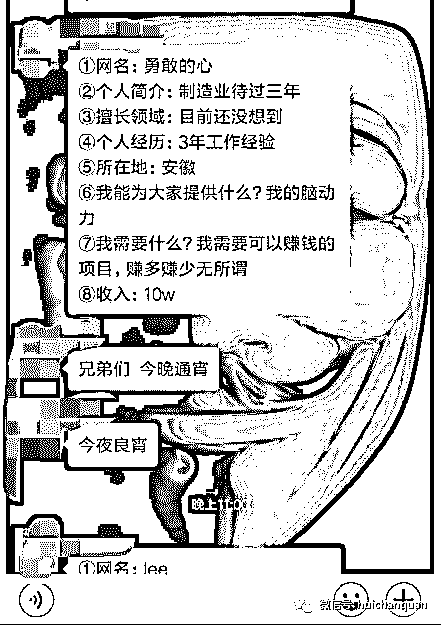 ①网名：勇敢的心
②个人简介：制造业待过三年
③擅长领域：目前还没想到
④个人经历：3年工作经验
⑤所在地：安徽
⑥我能为大家提供什么？我的脑动
力
⑦我需要什么？我需要可以赚钱的
项目，赚多赚少无所谓
⑧收入：10w
兄弟们 今晚通宵
今夜良宵
晚上11:0
①网名：lee